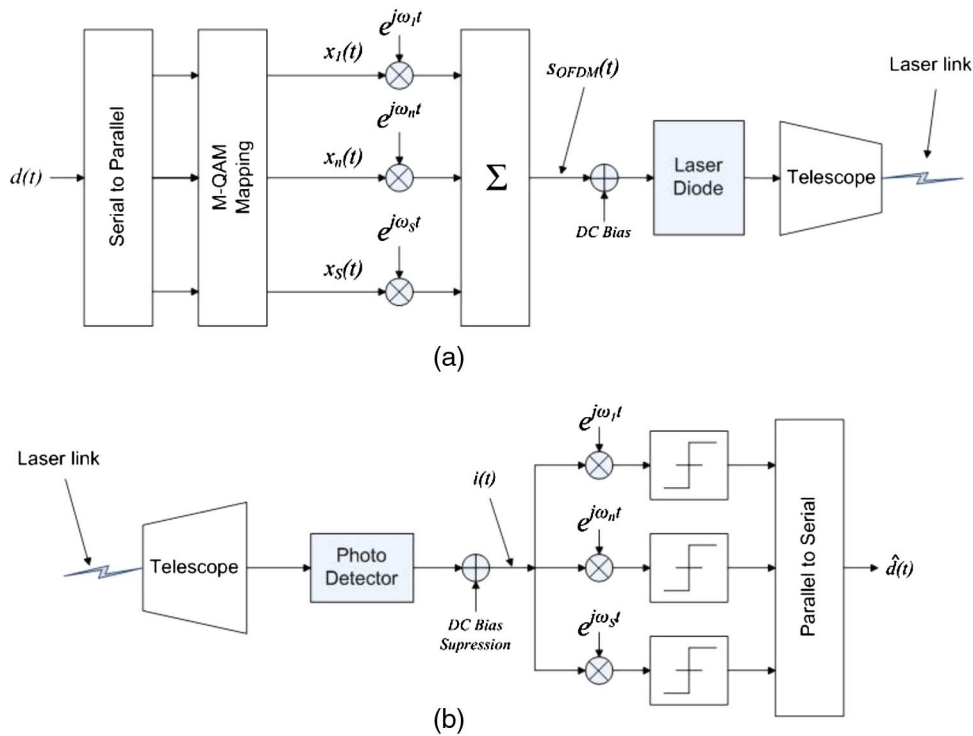 d(t)
Serial to Parallel
M-QAM
Mapping
x1(t)
e^jω1t
xn(t)
e^jωnt
xS(t)
e^jωSt
Σ
sOFDM(t)
DC Bias
Laser
Diode
Telescope
Laser link
(a)
Laser link
Telescope
Photo
Detector
DC Bias
Supression
i(t)
e^jω1t
e^jωnt
e^jωSt
Parallel to Serial
d̂(t)
(b)